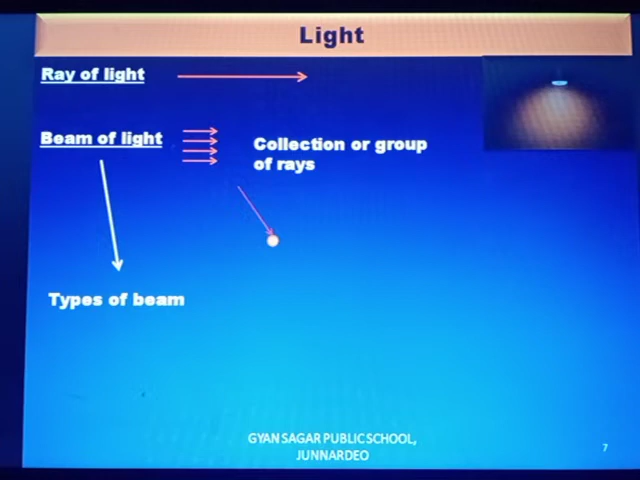 Light
Ray of light
Beam of light
Collection or group
of rays
Types of beam
GYAN SAGAR PUBLIC SCHOOL,
JUNNARDEO
7